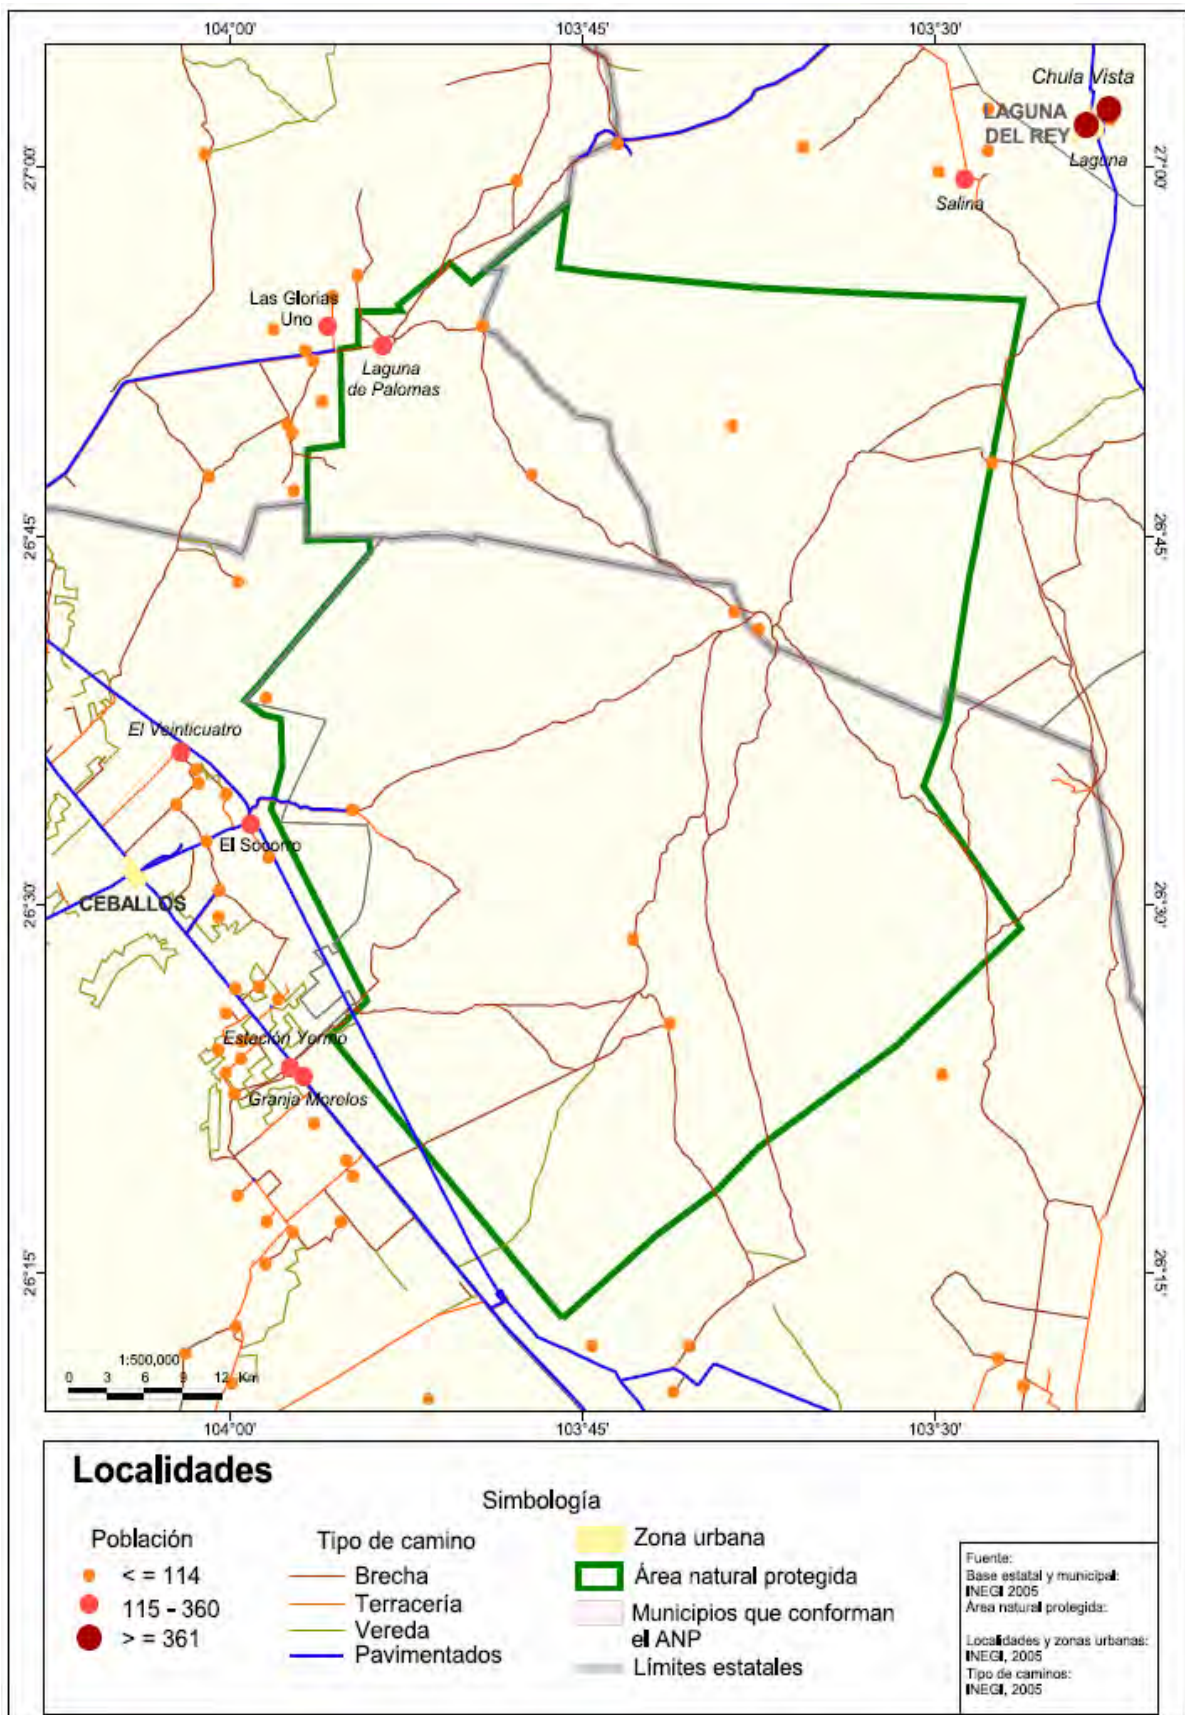 104°00'
103°45'
103°30'
Chula Vista
LAGUNA
DEL REY
Laguna
27°00'
27°00'
Salina
Las Glorias
Uno
Laguna
de Palomas
26°45'
26°45'
El Veinticuatro
El Socorro
CEBALLOS
26°30'
26°30'
Estación Yermo
Granja Morelos
26°15'
26°15'
1:500,000
0 3 6 9 12 Km
104°00'
103°45'
103°30'
Localidades
Simbología
Población
< = 114
115 - 360
> = 361
Tipo de camino
Brecha
Terracería
Vereda
Pavimentados
Zona urbana
Área natural protegida
Municipios que conforman
el ANP
Límites estatales
Fuente:
Base estatal y municipal:
INEGI 2005
Área natural protegida:
Localidades y zonas urbanas:
INEGI, 2005
Tipo de caminos:
INEGI, 2005